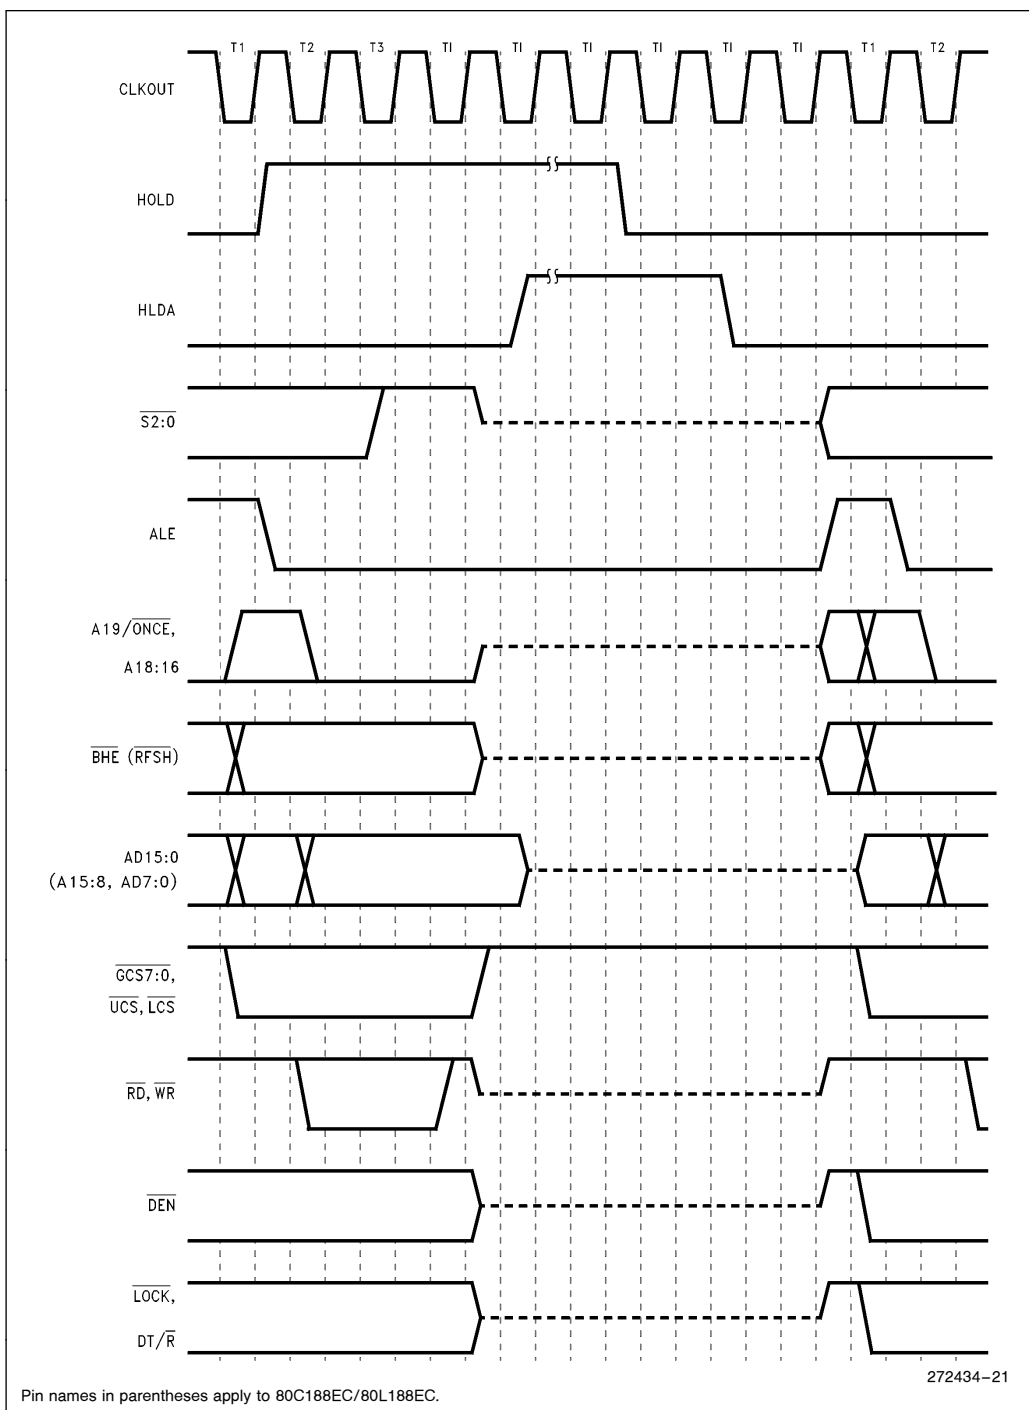 T1 T2 T3 TI TI TI TI TI TI T1 T2
CLKOUT
HOLD
HLDA
S2:0
ALE
A19/ONCE,
A18:16
BHE (RFSH)
AD15:0
(A15:8, AD7:0)
GCS7:0,
UCS, LCS
RD, WR
DEN
LOCK,
DT/R
272434–21
Pin names in parentheses apply to 80C188EC/80L188EC.